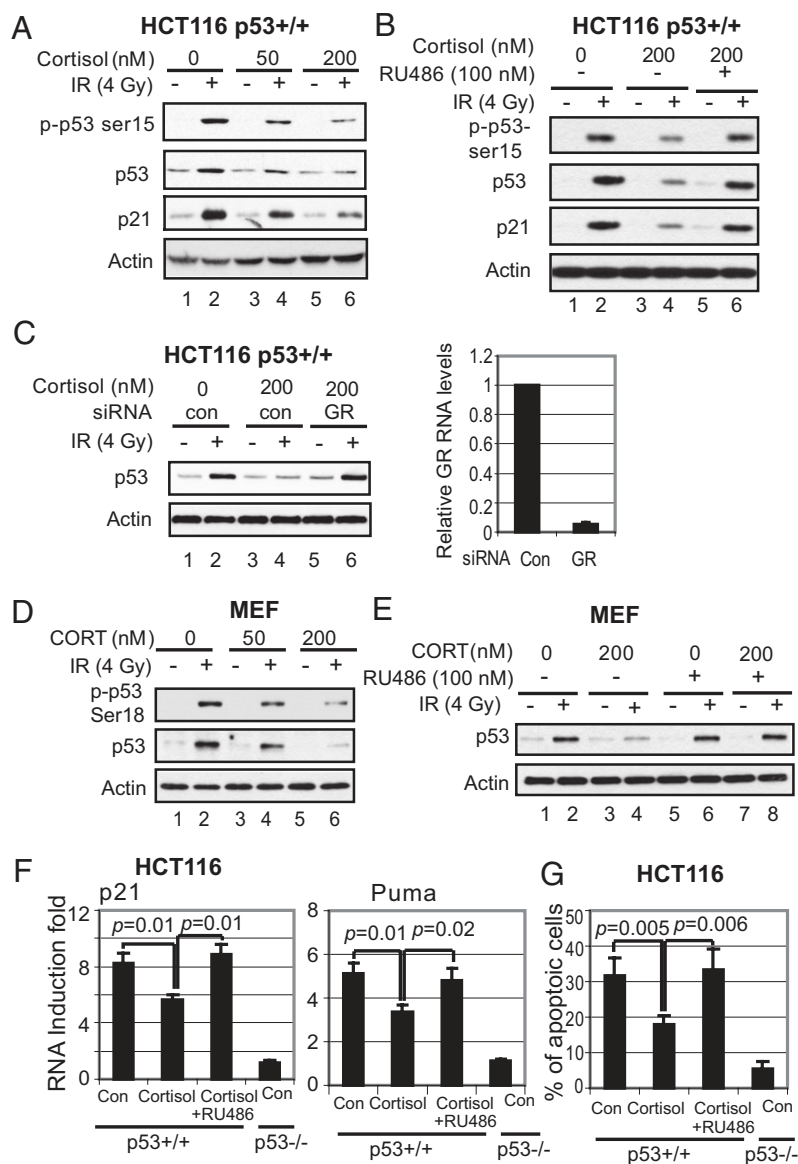 A
HCT116 p53+/+
Cortisol (nM) 0 50 200
IR (4 Gy) - + - + - +
p-p53 ser15
p53
p21
Actin
1 2 3 4 5 6
B
HCT116 p53+/+
Cortisol (nM) 0 200 200
RU486 (100 nM) - - +
IR (4 Gy) - + - + - +
p-p53-
ser15
p53
p21
Actin
1 2 3 4 5 6
C
HCT116 p53+/+
Cortisol (nM) 0 200 200
siRNA con con GR
IR (4 Gy) - + - + - +
p53
Actin
1 2 3 4 5 6
Relative GR RNA levels
1.2
1
0.8
0.6
0.4
0.2
0
siRNA Con GR
D
MEF
CORT (nM) 0 50 200
IR (4 Gy) - + - + - +
p-p53
Ser18
p53
Actin
1 2 3 4 5 6
E
MEF
CORT (nM) 0 200 0 200
RU486 (100 nM) - - + +
IR (4 Gy) - + - + - + - +
p53
Actin
1 2 3 4 5 6 7 8
F
HCT116
p21
RNA Induction fold
12
8
4
0
p=0.01 p=0.01
Con Cortisol Cortisol Con
+RU486
p53+/+ p53-/-
Puma
8
6
4
2
0
p=0.01 p=0.02
Con Cortisol Cortisol Con
+RU486
p53+/+ p53-/-
G
HCT116
% of apoptoic cells
50
40
30
20
10
0
p=0.005 p=0.006
Con Cortisol Cortisol Con
+RU486
p53+/+ p53-/-